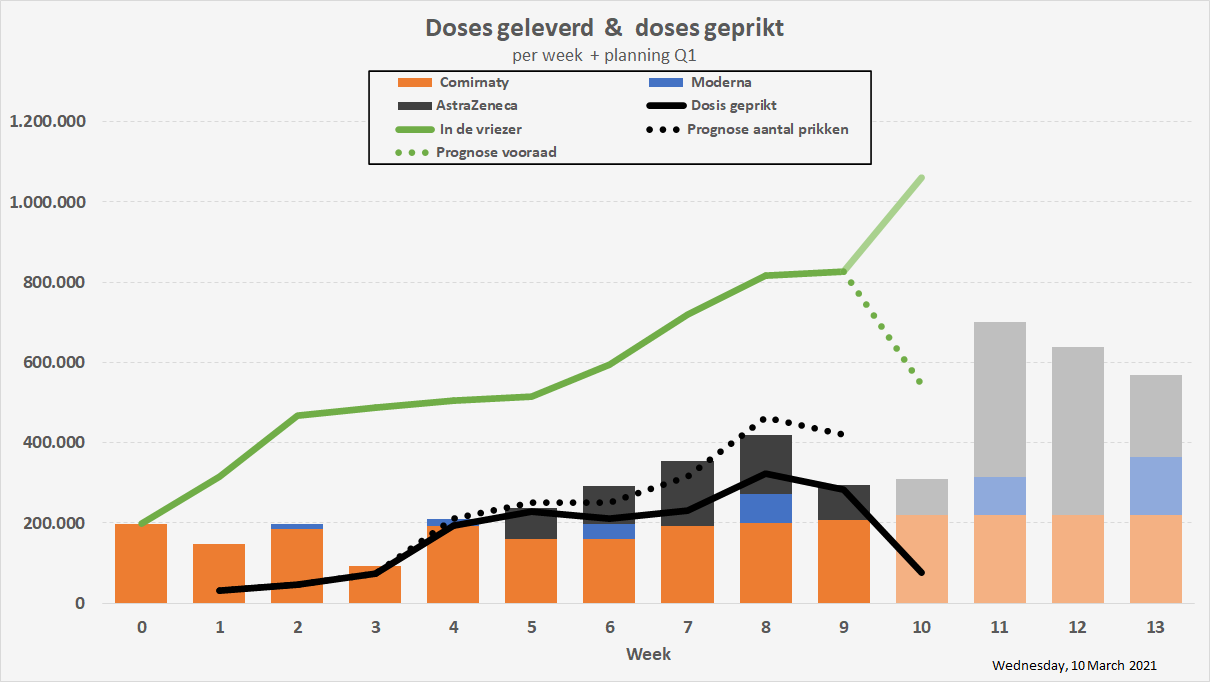 Doses geleverd & doses geprikt
per week + planning Q1
Comirnaty
Moderna
AstraZeneca
Dosis geprikt
In de vriezer
Prognose aantal prikken
Prognose vooraad
1.200.000
1.000.000
800.000
600.000
400.000
200.000
0
0 1 2 3 4 5 6 7 8 9 10 11 12 13
Week
Wednesday, 10 March 2021